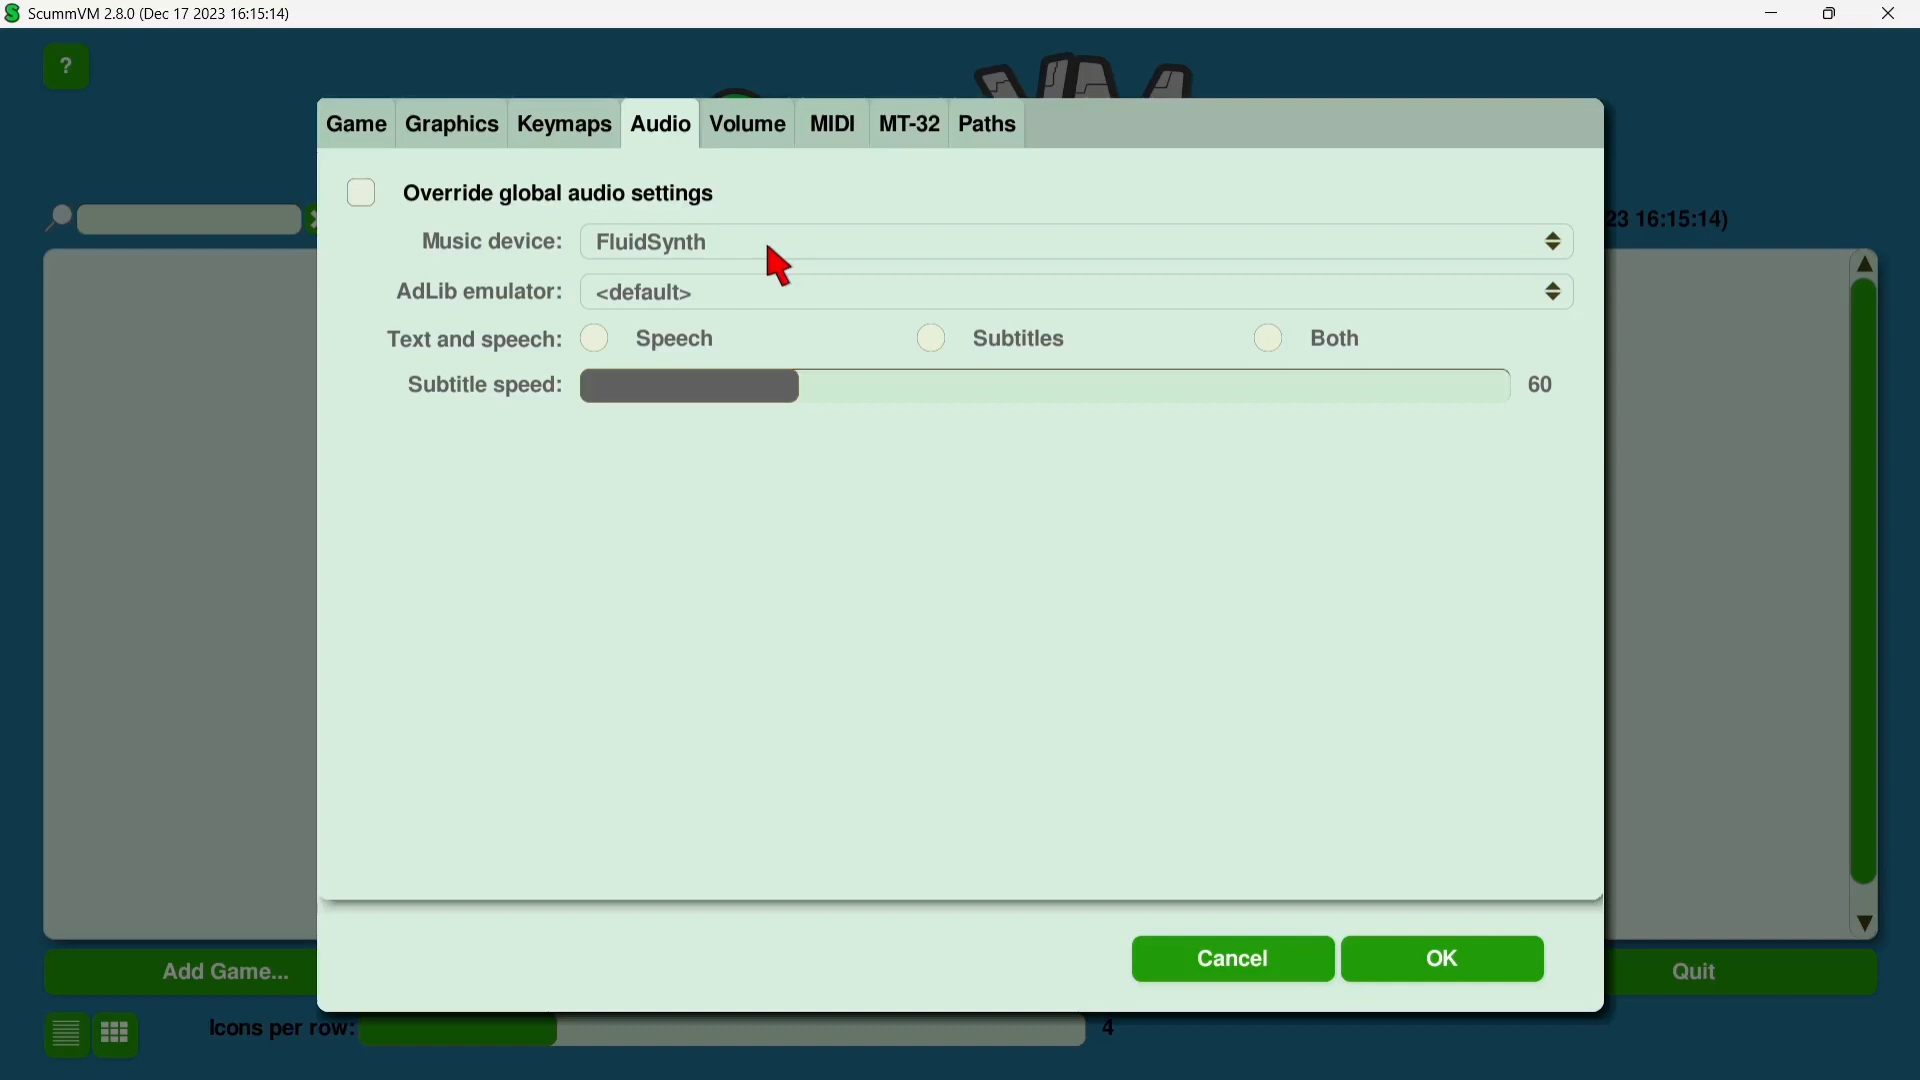 ScummVM 2.8.0 (Dec 17 2023 16:15:14)
?
VM
Game Graphics Keymaps Audio Volume MIDI MT-32 Paths
Override global audio settings
23 16:15:14)
Music device: FluidSynth
AdLib emulator: <default>
Text and speech: Speech Subtitles Both
Subtitle speed: 60
Cancel OK
Add Game... Quit
Icons per row: 4